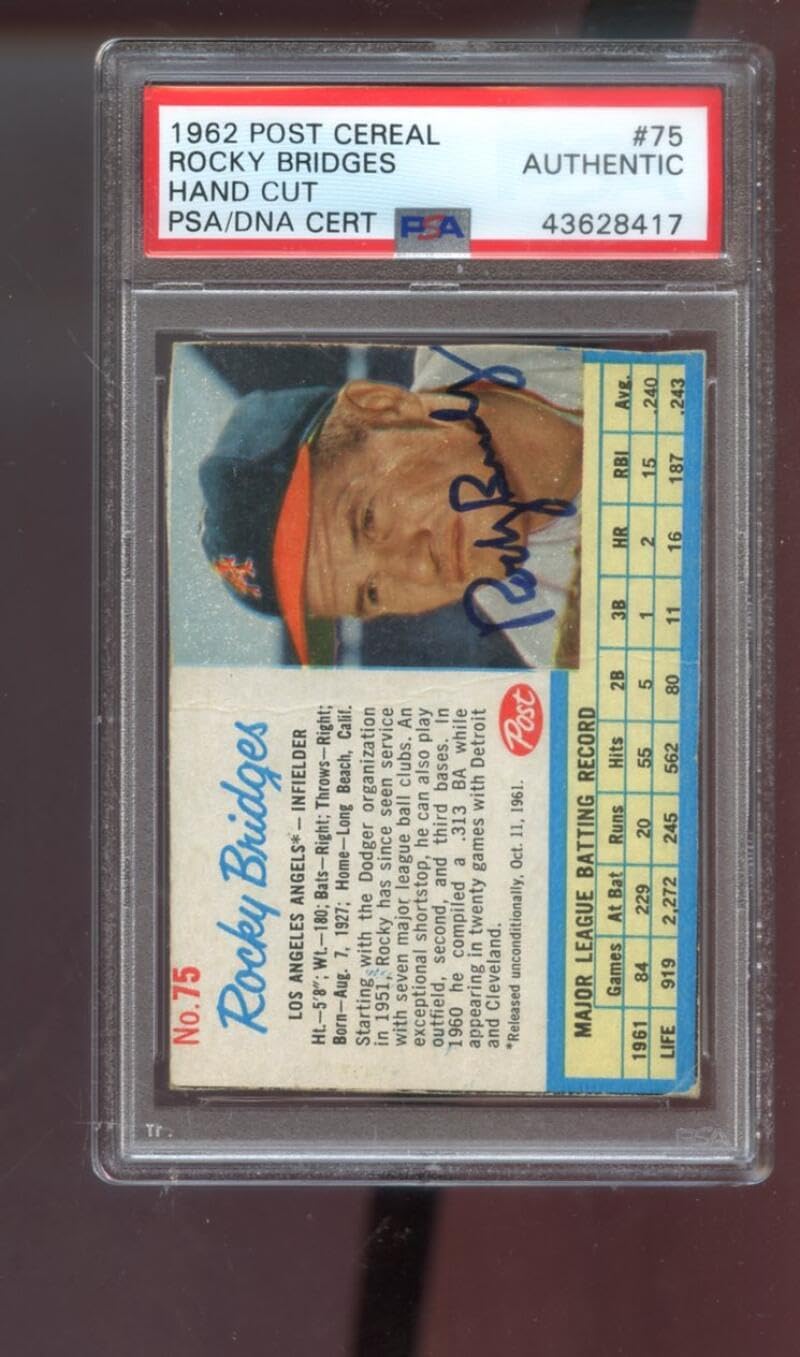 1962 POST CEREAL #75
ROCKY BRIDGES AUTHENTIC
HAND CUT
PSA/DNA CERT PSA 43628417
No. 75
Rocky Bridges
LOS ANGELES ANGELS* — INFIELDER
Ht.—5'8"; Wt.—180; Bats—Right; Throws—Right;
Born—Aug. 7, 1927; Home—Long Beach, Calif.
Starting with the Dodger organization
in 1951, Rocky has since seen service
with seven major league ball clubs. An
exceptional shortstop, he can also play
outfield, second, and third bases. In
1960 he compiled a .313 BA while
appearing in twenty games with Detroit
and Cleveland.
*Released unconditionally, Oct. 11, 1961.
Post
Rocky Bridges
MAJOR LEAGUE BATTING RECORD
Games At Bat Runs Hits 2B 3B HR RBI Avg.
1961 84 229 20 55 5 1 2 15 .240
LIFE 919 2,272 245 562 80 11 16 187 .243
PSA